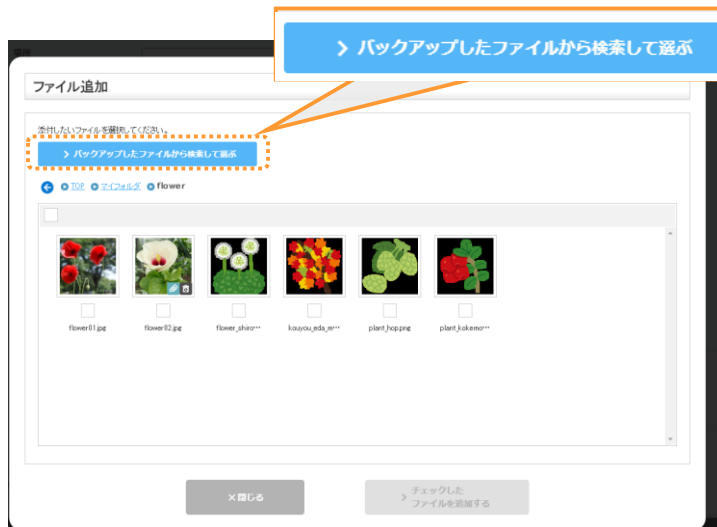 > バックアップしたファイルから検索して選ぶ
ファイル追加
添付したいファイルを選択してください。
> バックアップしたファイルから検索して選ぶ
TOP マイフォルダ flower
flower01.jpg flower02.jpg flower_shiro… kouyou_eda_m… plant_hop.png plant_kokemo…
×閉じる
> チェックした
ファイルを追加する